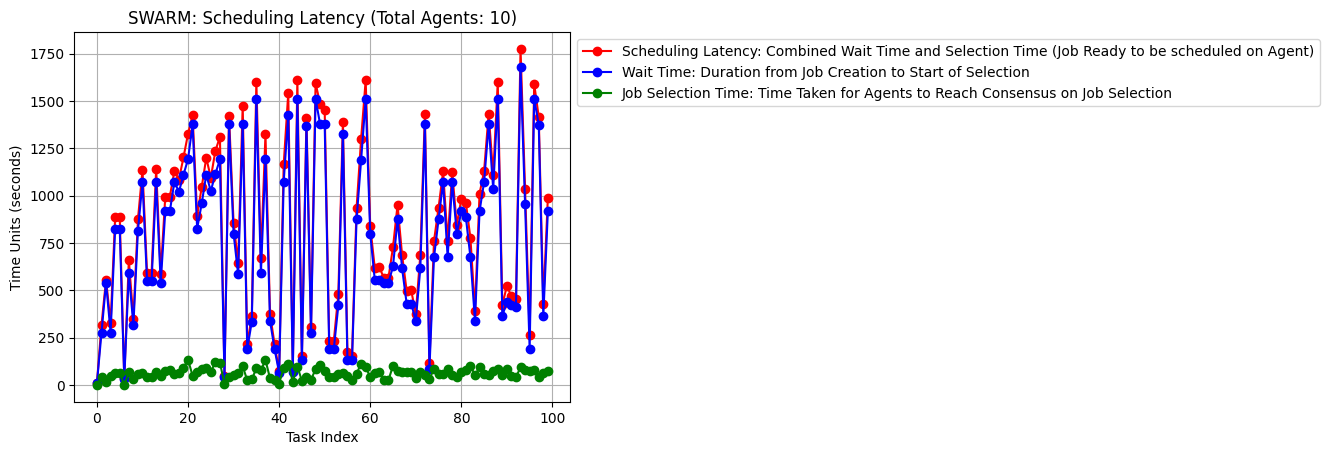 SWARM: Scheduling Latency (Total Agents: 10)
Scheduling Latency: Combined Wait Time and Selection Time (Job Ready to be scheduled on Agent)
Wait Time: Duration from Job Creation to Start of Selection
Job Selection Time: Time Taken for Agents to Reach Consensus on Job Selection
Time Units (seconds)
1750
1500
1250
1000
750
500
250
0
0 20 40 60 80 100
Task Index